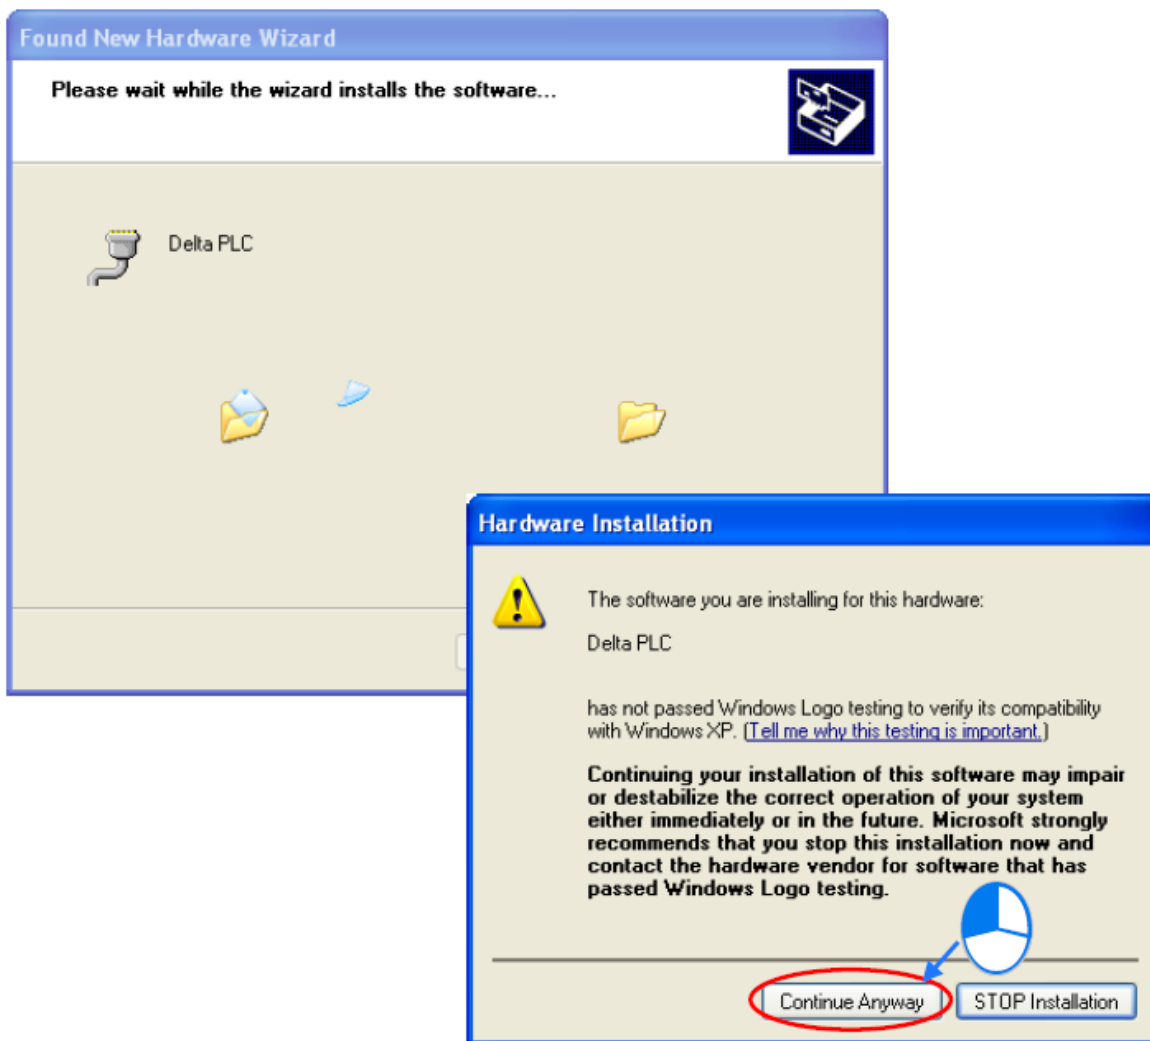 Found New Hardware Wizard
Please wait while the wizard installs the software...
Delta PLC
Hardware Installation
The software you are installing for this hardware:
Delta PLC
has not passed Windows Logo testing to verify its compatibility
with Windows XP. (Tell me why this testing is important.)
Continuing your installation of this software may impair
or destabilize the correct operation of your system
either immediately or in the future. Microsoft strongly
recommends that you stop this installation now and
contact the hardware vendor for software that has
passed Windows Logo testing.
Continue Anyway
STOP Installation